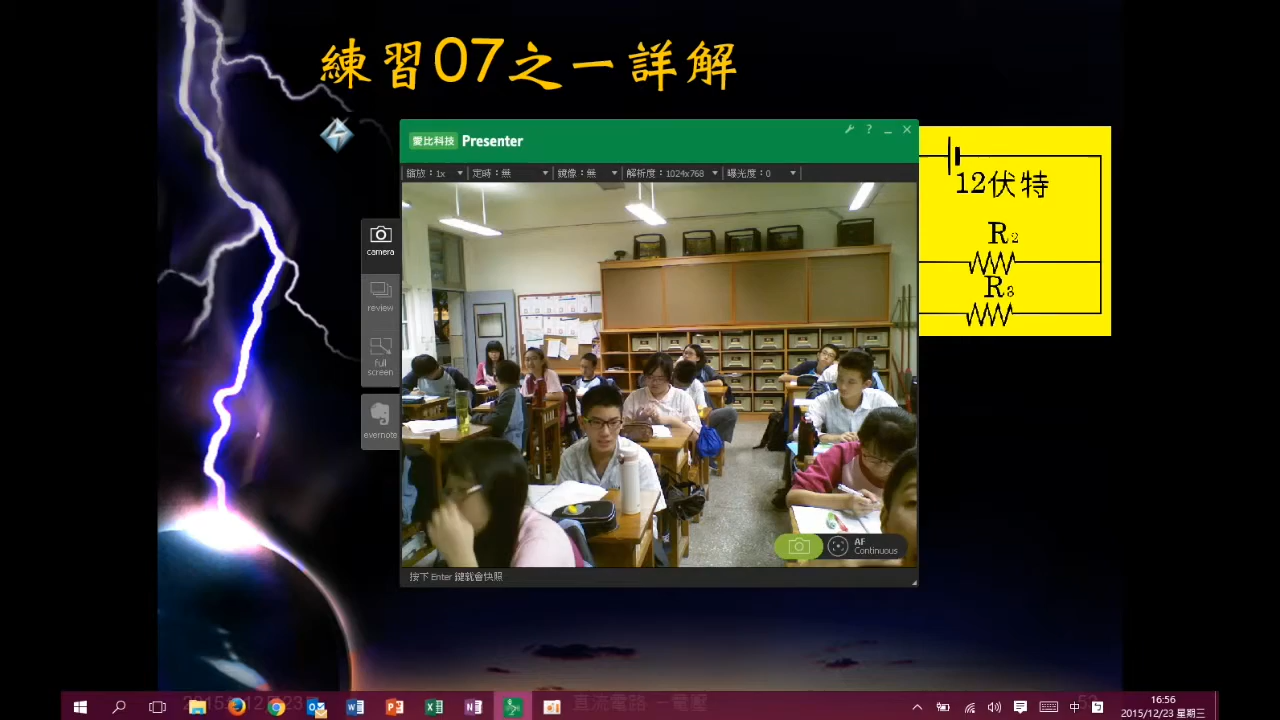 練習07之一詳解
愛比科技 Presenter
縮放：1x 定時：無 鏡像：無 解析度：1024x768 曝光度：0
camera
review
full
screen
evernote
12伏特
R2
R3
AF
Continuous
按下 Enter 鍵就會快照
直流電路 －電壓
16:56
中
2015/12/23 星期三